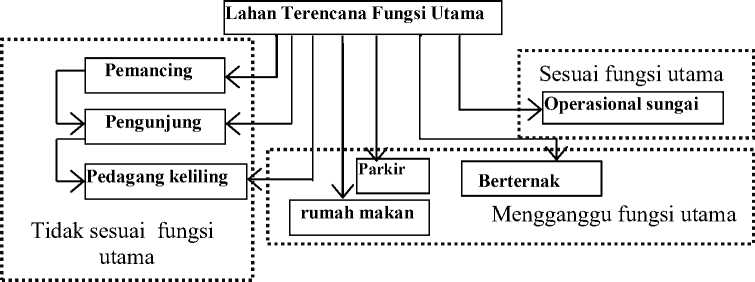 Lahan Terencana Fungsi Utama
Pemancing
Pengunjung
Pedagang keliling
Tidak sesuai fungsi
utama
Parkir
rumah makan
Berternak
Mengganggu fungsi utama
Sesuai fungsi utama
Operasional sungai